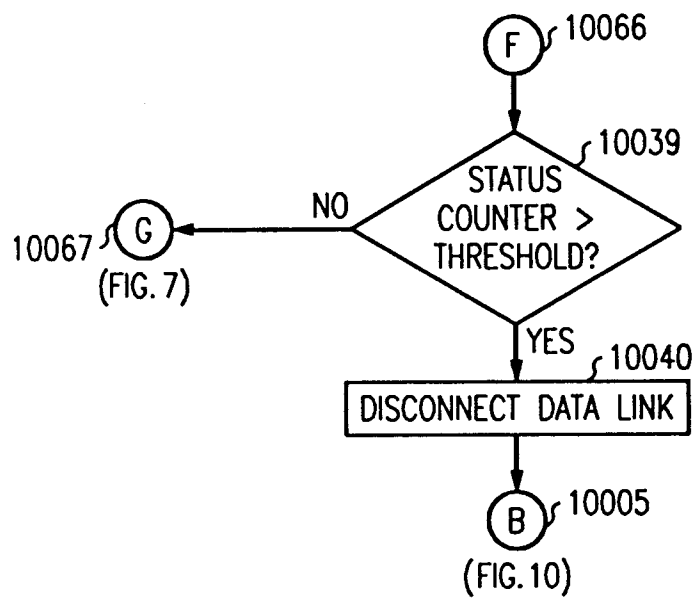 F
10066
10039
STATUS
COUNTER >
THRESHOLD?
NO
G
10067
(FIG. 7)
YES
10040
DISCONNECT DATA LINK
B
10005
(FIG. 10)